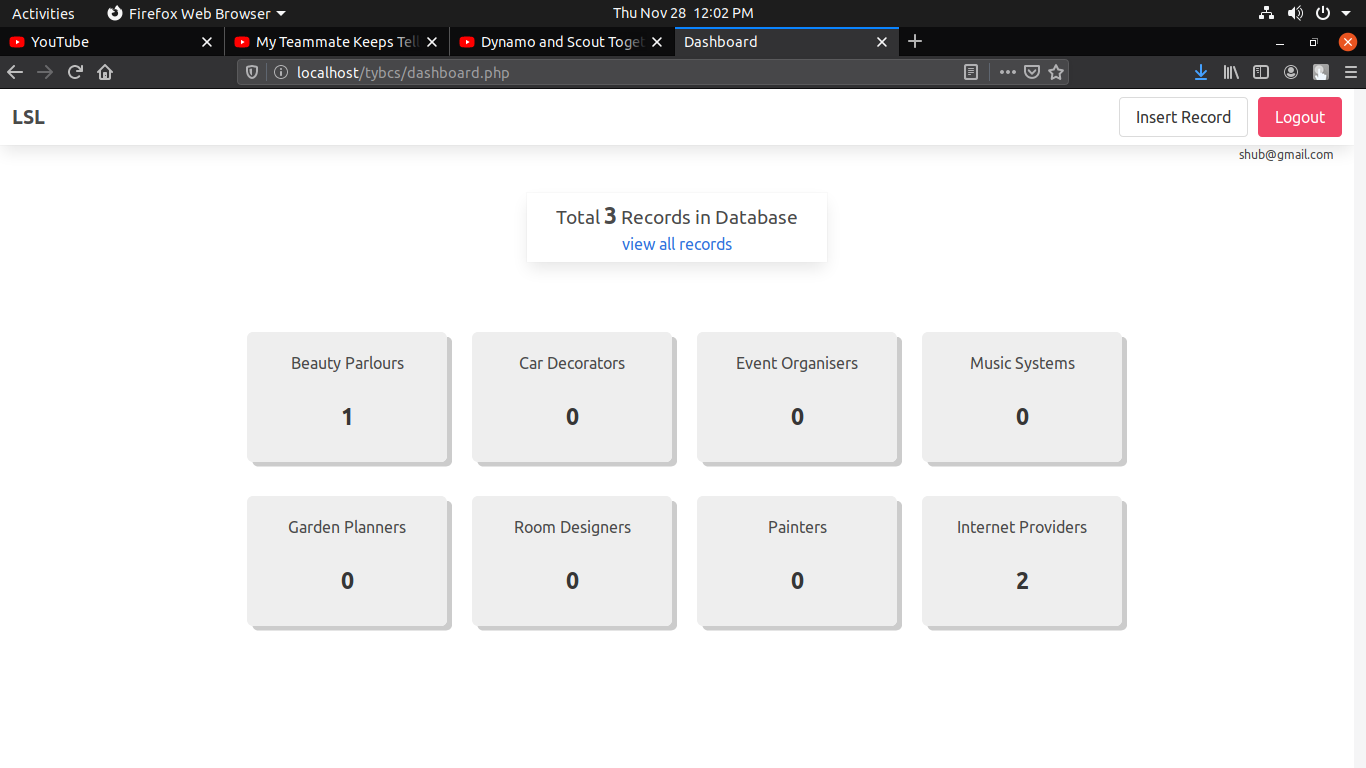 Activities Firefox Web Browser Thu Nov 28 12:02 PM
YouTube My Teammate Keeps Tell Dynamo and Scout Toget Dashboard
localhost/tybcs/dashboard.php
LSL Insert Record Logout
shub@gmail.com
Total 3 Records in Database
view all records
Beauty Parlours Car Decorators Event Organisers Music Systems
1 0 0 0
Garden Planners Room Designers Painters Internet Providers
0 0 0 2